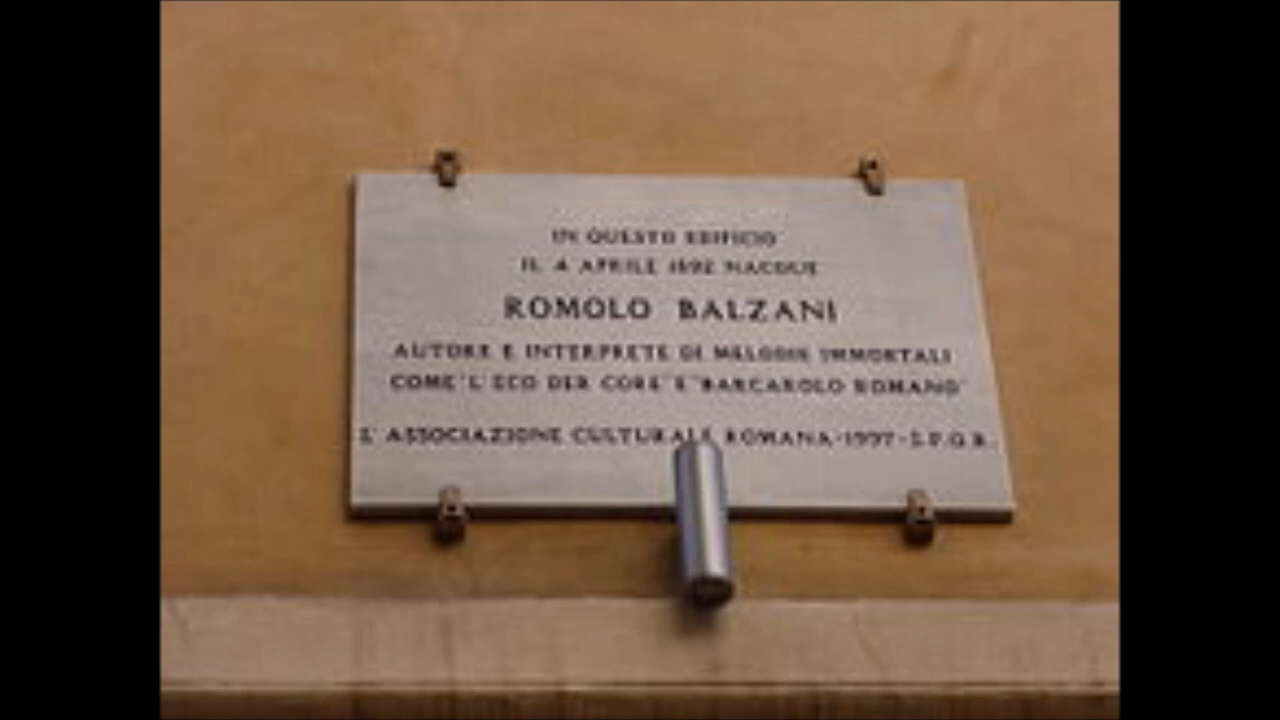 IN QUESTO EDIFICIO
IL 4 APRILE 1892 NACQUE
ROMOLO BALZANI
AUTORE E INTERPRETE DI MELODIE IMMORTALI
COME "L'ECO DER CORE" E "BARCAROLO ROMANO"
L'ASSOCIAZIONE CULTURALE ROMANA-1997-S.P.Q.R.